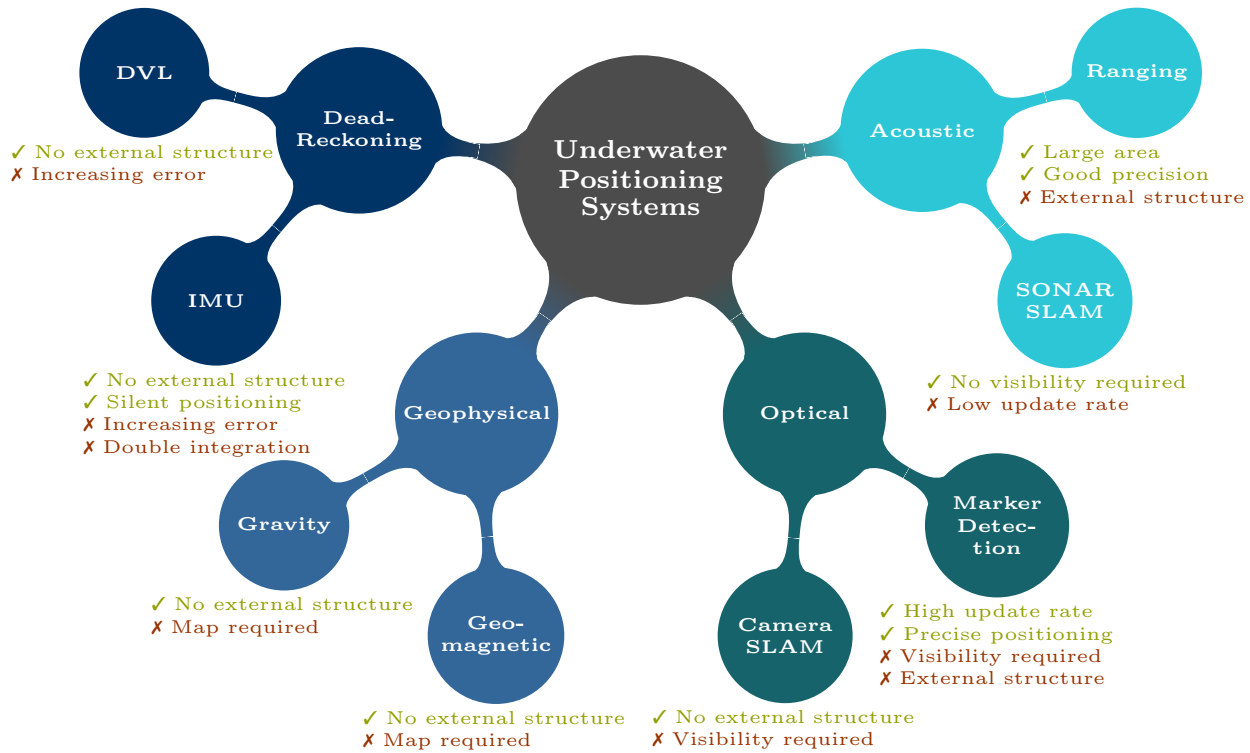 Underwater
Positioning
Systems
Dead-
Reckoning
DVL
✓ No external structure
✗ Increasing error
IMU
✓ No external structure
✓ Silent positioning
✗ Increasing error
✗ Double integration
Acoustic
Ranging
✓ Large area
✓ Good precision
✗ External structure
SONAR
SLAM
✓ No visibility required
✗ Low update rate
Geophysical
Gravity
✓ No external structure
✗ Map required
Geo-
magnetic
✓ No external structure
✗ Map required
Optical
Marker
Detec-
tion
✓ High update rate
✓ Precise positioning
✗ Visibility required
✗ External structure
Camera
SLAM
✓ No external structure
✗ Visibility required